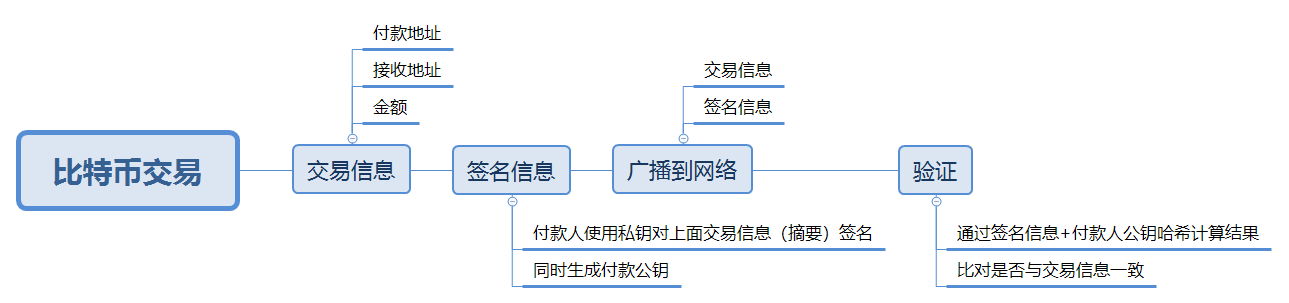 比特币交易
交易信息
付款地址
接收地址
金额
签名信息
付款人使用私钥对上面交易信息（摘要）签名
同时生成付款公钥
广播到网络
交易信息
签名信息
验证
通过签名信息+付款人公钥哈希计算结果
比对是否与交易信息一致